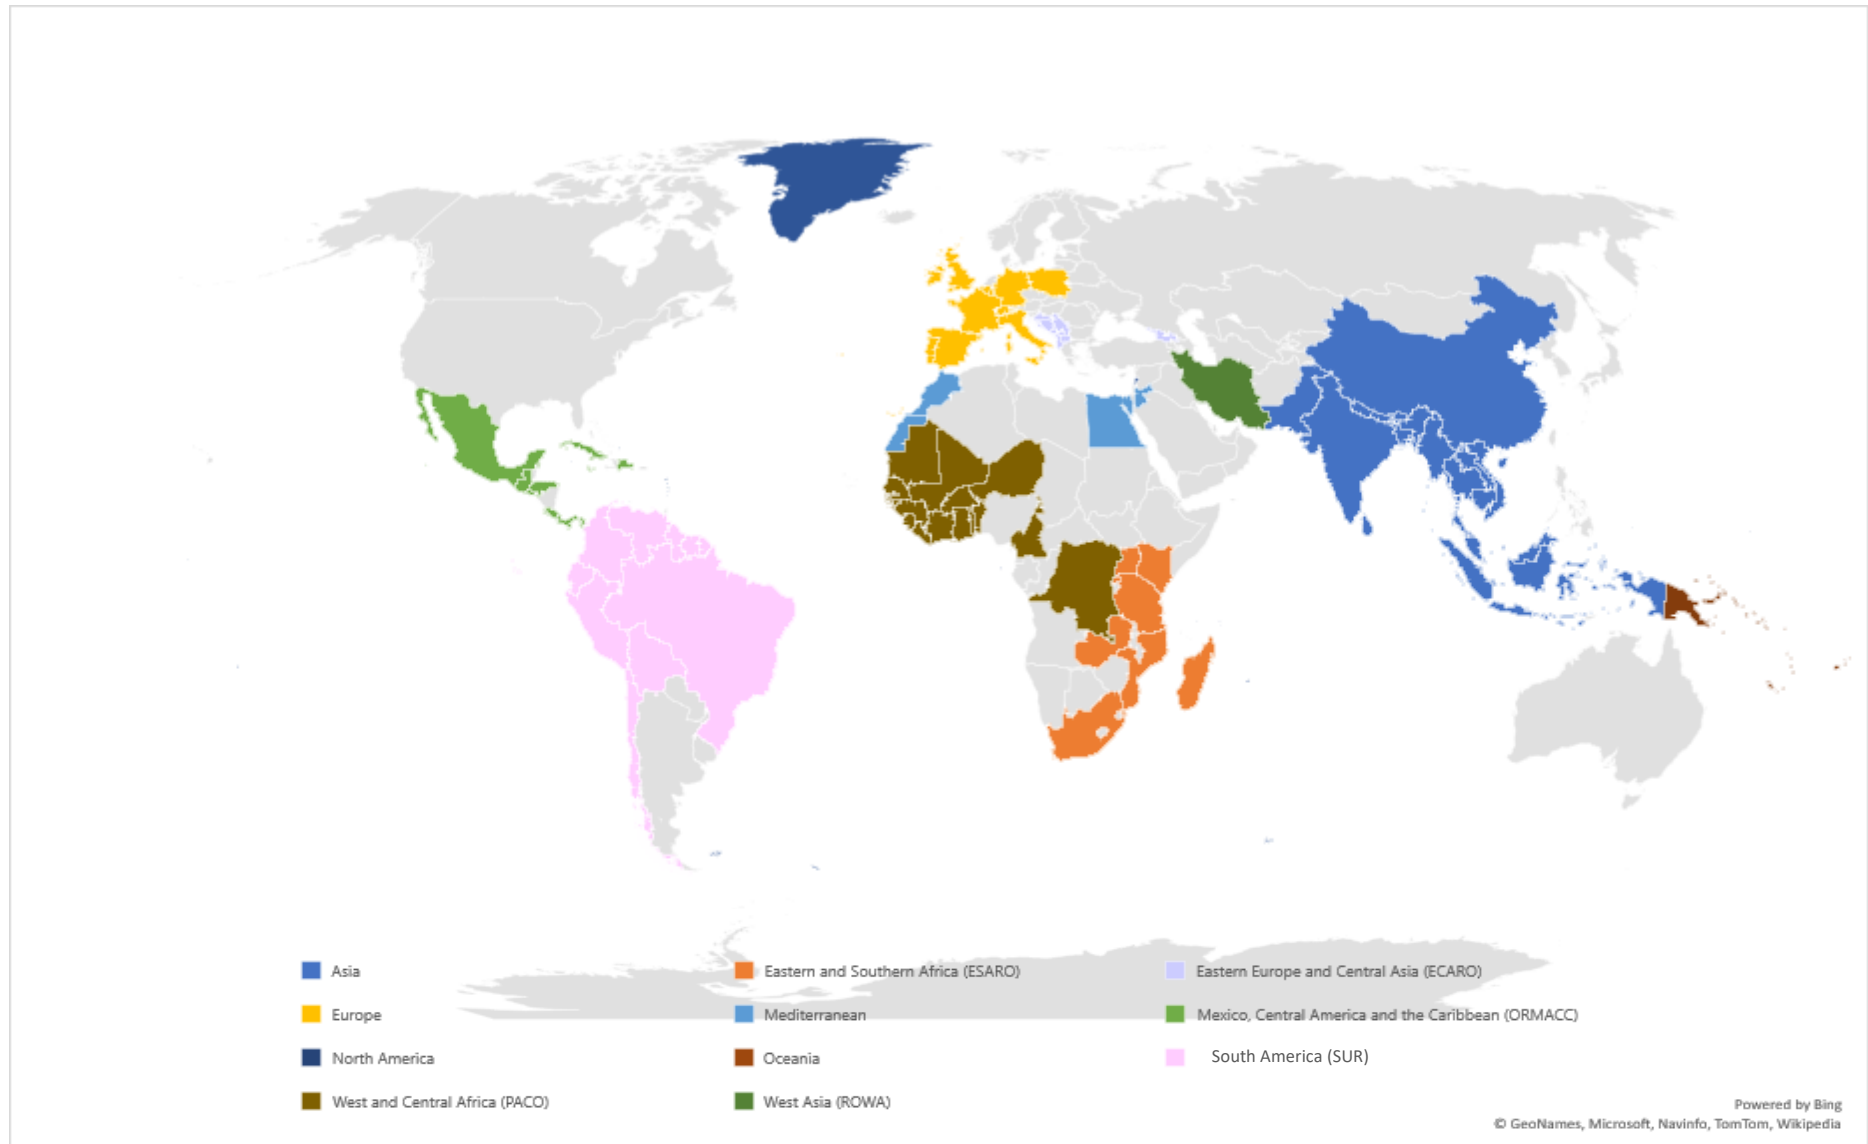 Asia
Eastern and Southern Africa (ESARO)
Eastern Europe and Central Asia (ECARO)
Europe
Mediterranean
Mexico, Central America and the Caribbean (ORMACC)
North America
Oceania
South America (SUR)
West and Central Africa (PACO)
West Asia (ROWA)
Powered by Bing
© GeoNames, Microsoft, Navinfo, TomTom, Wikipedia